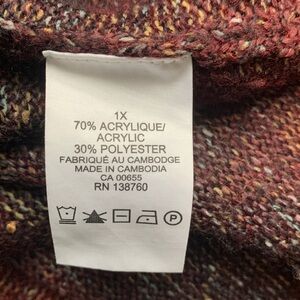 1X
70% ACRYLIQUE/
ACRYLIC
30% POLYESTER
FABRIQUÉ AU CAMBODGE
MADE IN CAMBODIA
CA 00655
RN 138760
P